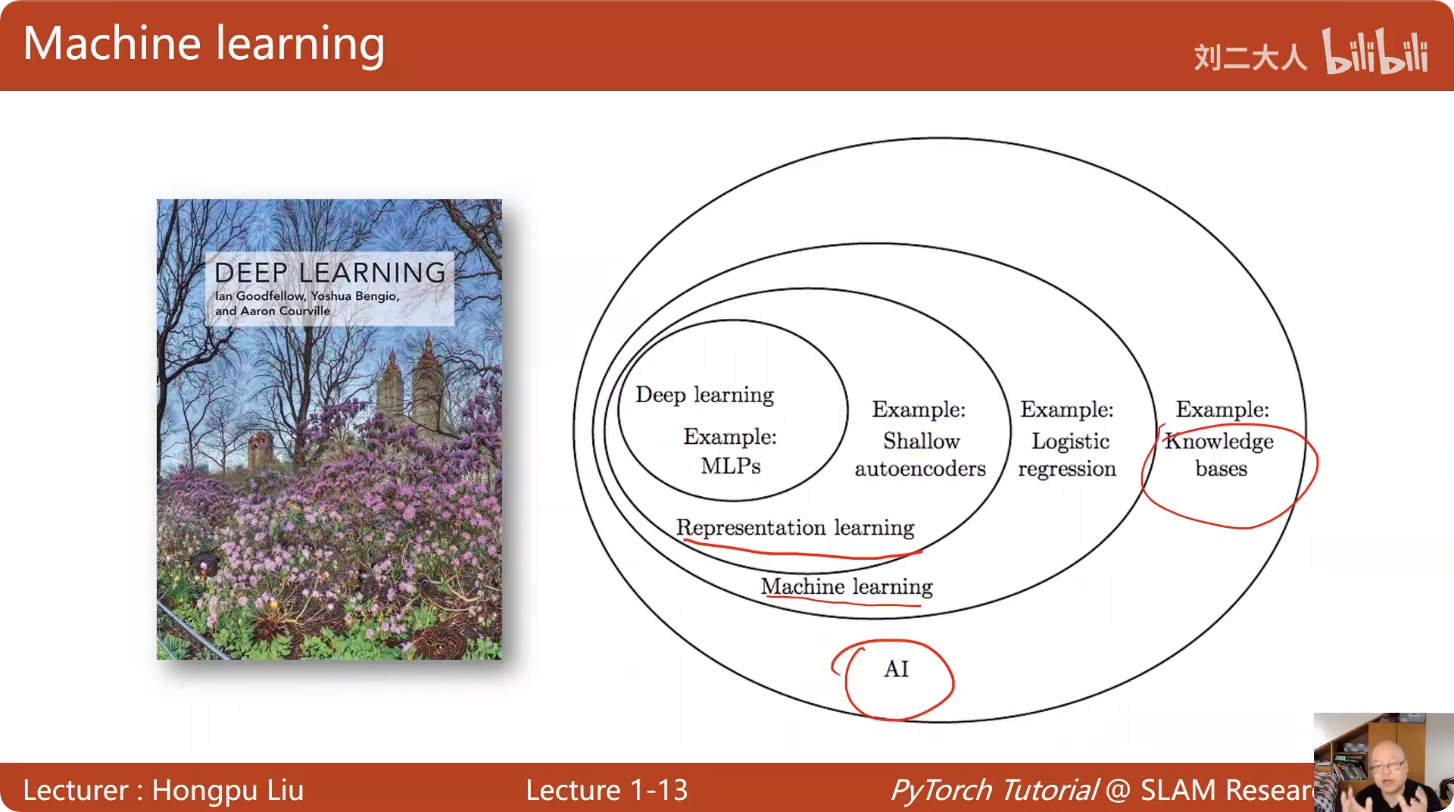 Machine learning
刘二大人 bilibili
DEEP LEARNING
Ian Goodfellow, Yoshua Bengio,
and Aaron Courville
Deep learning
Example:
MLPs
Example:
Shallow
autoencoders
Example:
Logistic
regression
Example:
Knowledge
bases
Representation learning
Machine learning
AI
Lecturer : Hongpu Liu
Lecture 1-13
PyTorch Tutorial @ SLAM Resear